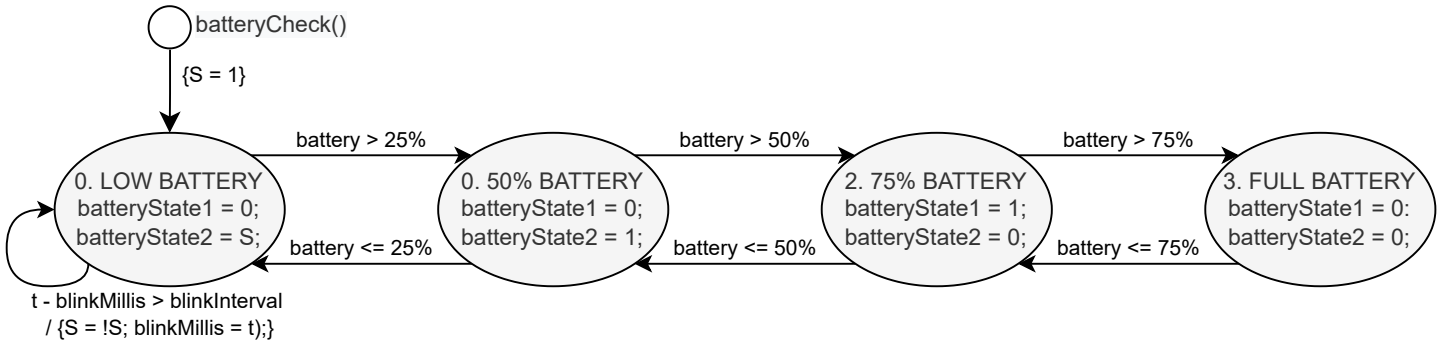 batteryCheck()
{S = 1}
battery > 25%
battery > 50%
battery > 75%
0. LOW BATTERY
batteryState1 = 0;
batteryState2 = S;
0. 50% BATTERY
batteryState1 = 0;
batteryState2 = 1;
2. 75% BATTERY
batteryState1 = 1;
batteryState2 = 0;
3. FULL BATTERY
batteryState1 = 0:
batteryState2 = 0;
battery <= 25%
battery <= 50%
battery <= 75%
t - blinkMillis > blinkInterval
/ {S = !S; blinkMillis = t);}